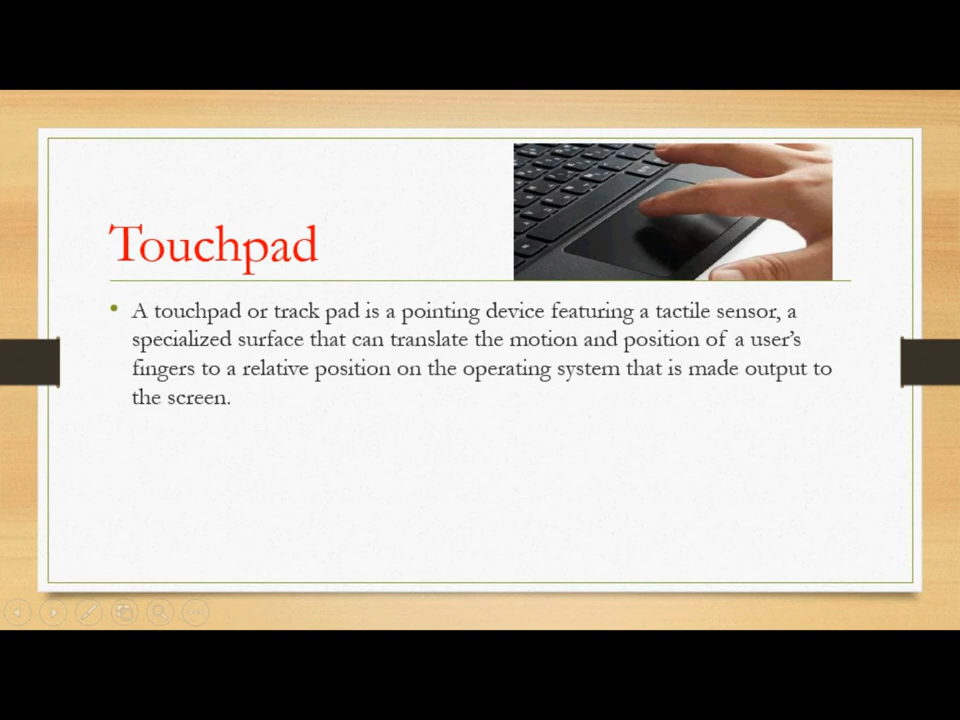 Touchpad
• A touchpad or track pad is a pointing device featuring a tactile sensor, a
specialized surface that can translate the motion and position of a user’s
fingers to a relative position on the operating system that is made output to
the screen.